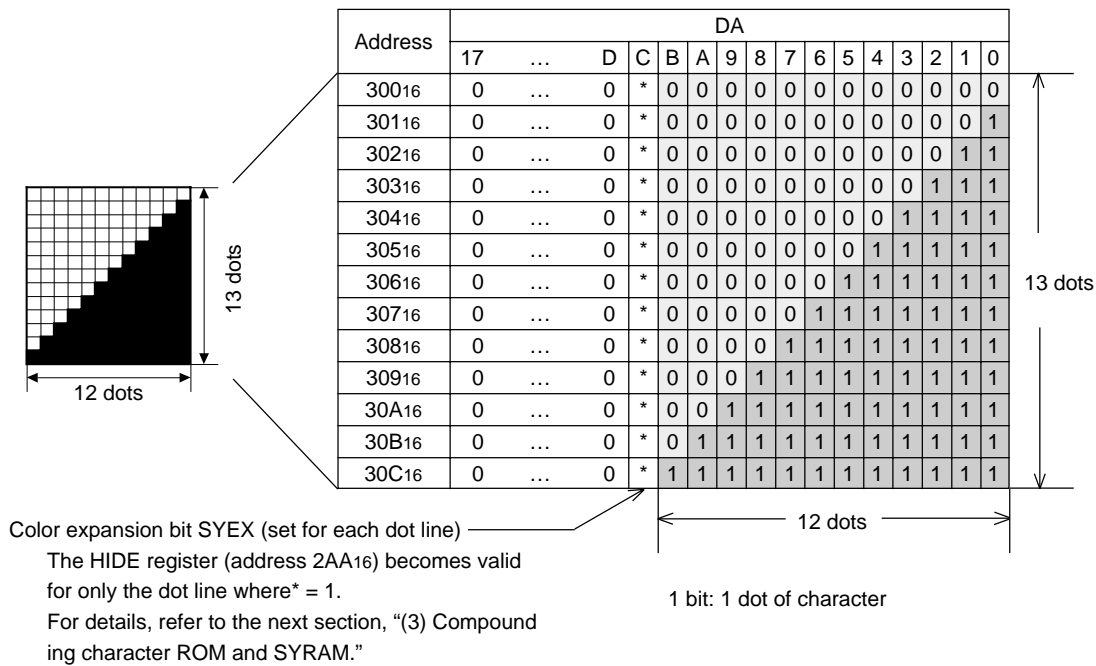 Address DA
17 … D C B A 9 8 7 6 5 4 3 2 1 0
30016 0 … 0 * 0 0 0 0 0 0 0 0 0 0 0 0
30116 0 … 0 * 0 0 0 0 0 0 0 0 0 0 0 1
30216 0 … 0 * 0 0 0 0 0 0 0 0 0 0 1 1
30316 0 … 0 * 0 0 0 0 0 0 0 0 0 1 1 1
30416 0 … 0 * 0 0 0 0 0 0 0 0 1 1 1 1
30516 0 … 0 * 0 0 0 0 0 0 0 1 1 1 1 1
30616 0 … 0 * 0 0 0 0 0 0 1 1 1 1 1 1
30716 0 … 0 * 0 0 0 0 0 1 1 1 1 1 1 1
30816 0 … 0 * 0 0 0 0 1 1 1 1 1 1 1 1
30916 0 … 0 * 0 0 0 1 1 1 1 1 1 1 1 1
30A16 0 … 0 * 0 0 1 1 1 1 1 1 1 1 1 1
30B16 0 … 0 * 0 1 1 1 1 1 1 1 1 1 1 1
30C16 0 … 0 * 1 1 1 1 1 1 1 1 1 1 1 1
13 dots
12 dots
13 dots
12 dots
Color expansion bit SYEX (set for each dot line)
The HIDE register (address 2AA16) becomes valid
for only the dot line where* = 1.
For details, refer to the next section, “(3) Compound
ing character ROM and SYRAM.”
1 bit: 1 dot of character